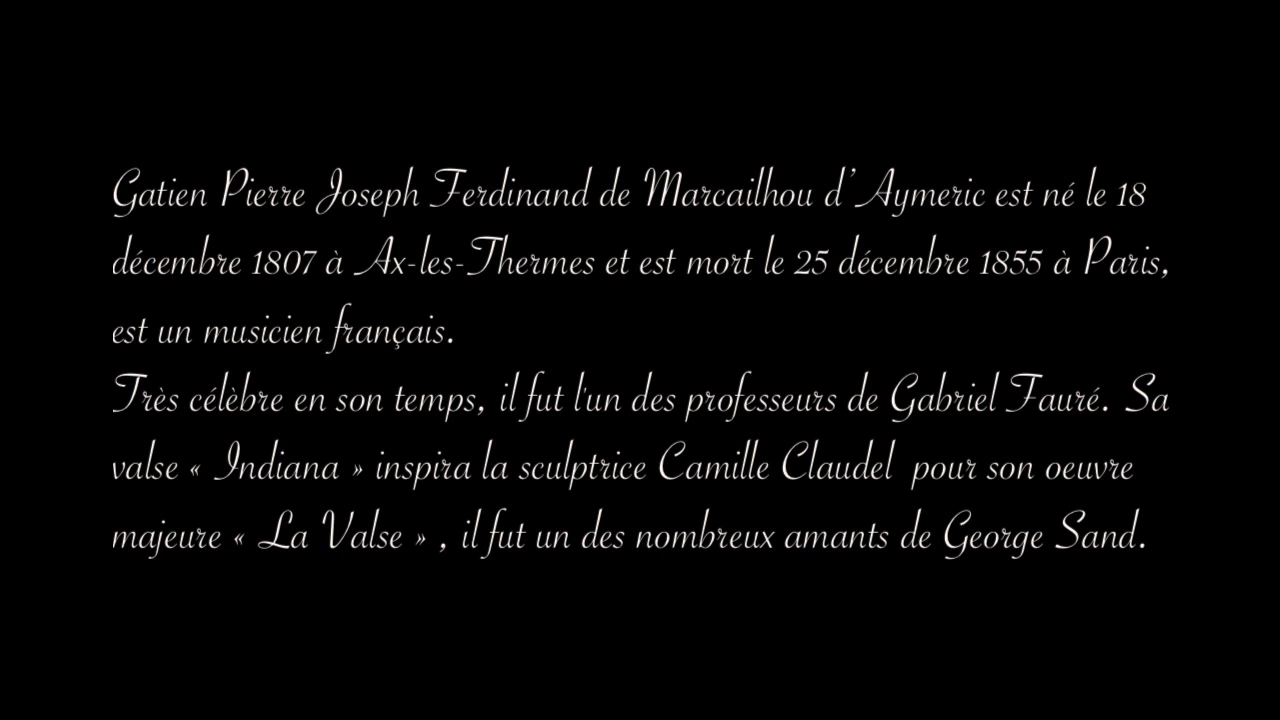 Gatien Pierre Joseph Ferdinand de Marcailhou d’Aymeric est né le 18
décembre 1807 à Ax-les-Thermes et est mort le 25 décembre 1855 à Paris,
est un musicien français.
Très célèbre en son temps, il fut l'un des professeurs de Gabriel Fauré. Sa
valse « Indiana » inspira la sculptrice Camille Claudel pour son oeuvre
majeure « La Valse » , il fut un des nombreux amants de George Sand.